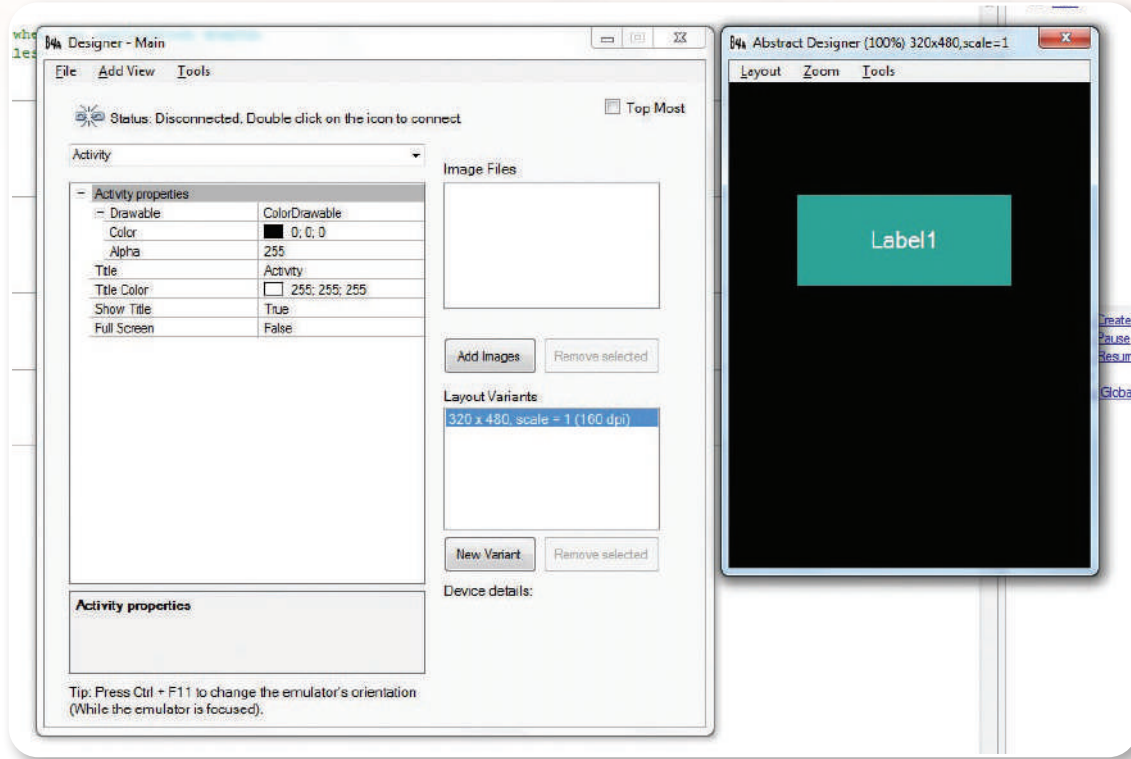 whe
les
B4A Designer - Main
File Add View Tools
Status: Disconnected. Double click on the icon to connect
Top Most
Activity
Activity properties
Drawable ColorDrawable
Color 0; 0; 0
Alpha 255
Title Activity
Title Color 255; 255; 255
Show Title True
Full Screen False
Activity properties
Tip: Press Ctrl + F11 to change the emulator's orientation
(While the emulator is focused).
Image Files
Add Images Remove selected
Layout Variants
320 x 480, scale = 1 (160 dpi)
New Variant Remove selected
Device details:
B4A Abstract Designer (100%) 320x480,scale=1
Layout Zoom Tools
Label1
Create
Pause
Resum
Globa